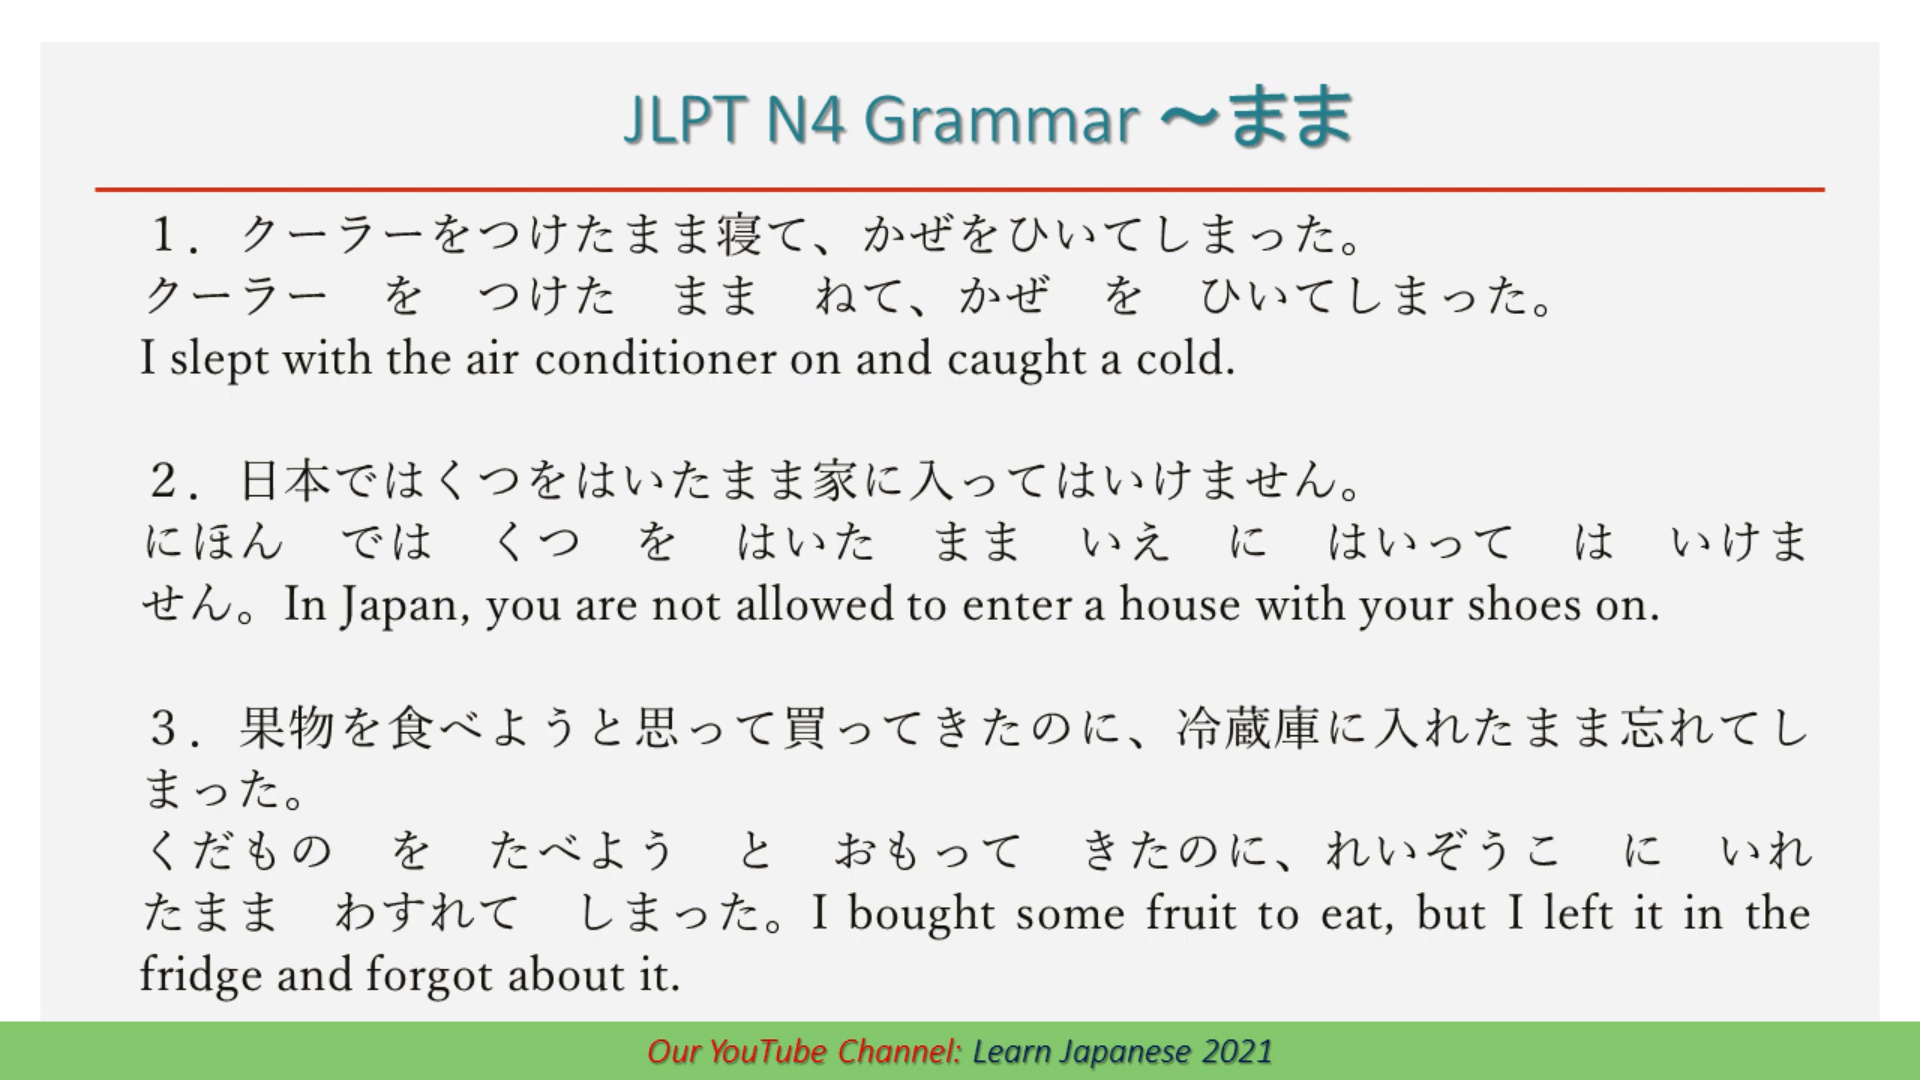 JLPT N4 Grammar ～まま
１．クーラーをつけたまま寝て、かぜをひいてしまった。
クーラー　を　つけた　まま　ねて、かぜ　を　ひいてしまった。
I slept with the air conditioner on and caught a cold.
２．日本ではくつをはいたまま家に入ってはいけません。
にほん　では　くつ　を　はいた　まま　いえ　に　はいって　は　いけま
せん。In Japan, you are not allowed to enter a house with your shoes on.
３．果物を食べようと思って買ってきたのに、冷蔵庫に入れたまま忘れてし
まった。
くだもの　を　たべよう　と　おもって　きたのに、れいぞうこ　に　いれ
たまま　わすれて　しまった。I bought some fruit to eat, but I left it in the
fridge and forgot about it.
Our YouTube Channel: Learn Japanese 2021